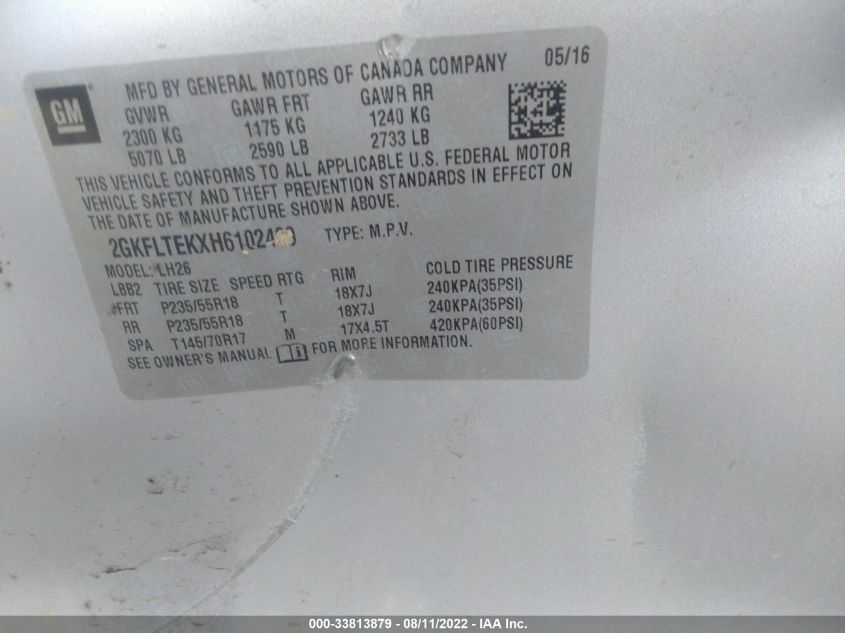 MFD BY GENERAL MOTORS OF CANADA COMPANY 05/16
GM
GVWR GAWR FRT GAWR RR
2300 KG 1175 KG 1240 KG
5070 LB 2590 LB 2733 LB
THIS VEHICLE CONFORMS TO ALL APPLICABLE U.S. FEDERAL MOTOR
VEHICLE SAFETY AND THEFT PREVENTION STANDARDS IN EFFECT ON
THE DATE OF MANUFACTURE SHOWN ABOVE.
TYPE: M.P.V.
MODEL: LH26
LBB2 TIRE SIZE SPEED RTG RIM COLD TIRE PRESSURE
FRT P235/55R18 T 18X7J 240KPA(35PSI)
RR P235/55R18 T 18X7J 240KPA(35PSI)
SPA T145/70R17 M 17X4.5T 420KPA(60PSI)
SEE OWNER'S MANUAL FOR MORE INFORMATION.
000-33813879 - 08/11/2022 - IAA Inc.